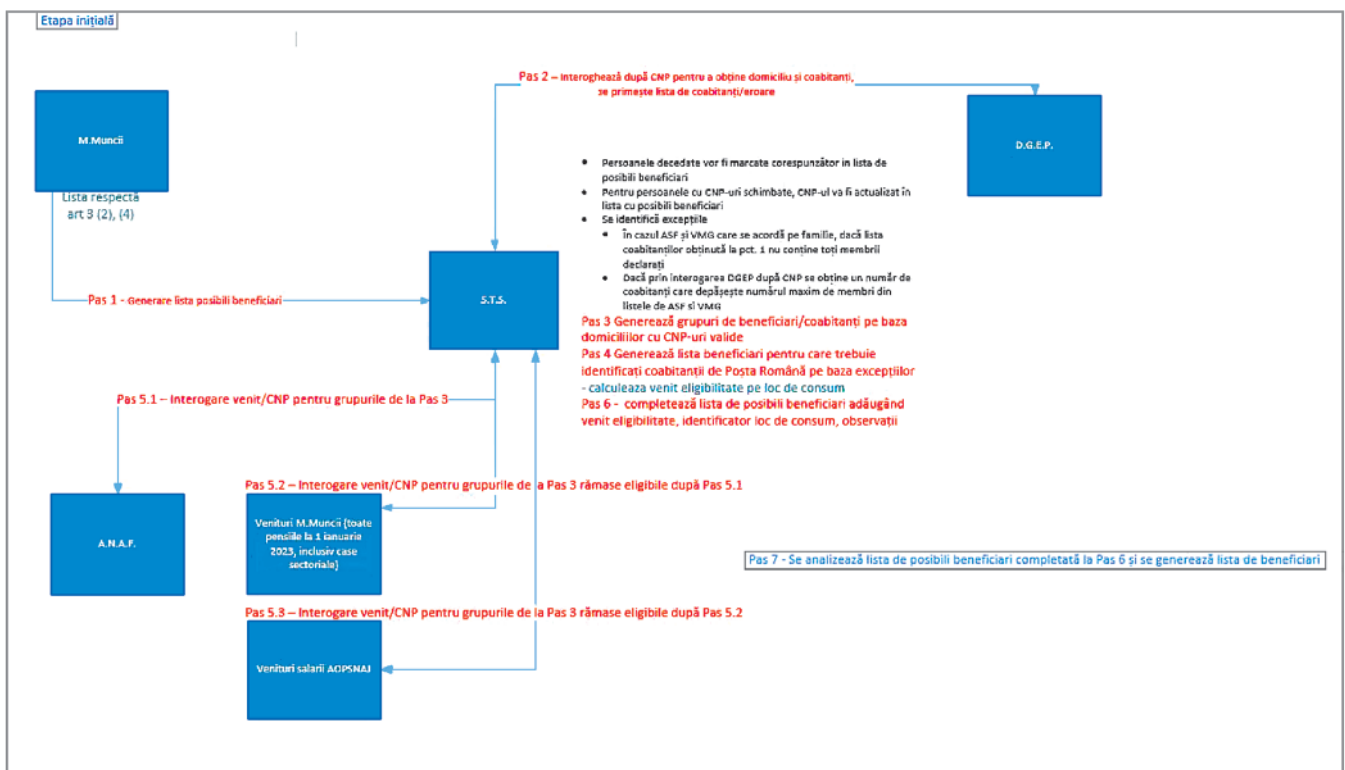 Etapa inițială
Pas 2 – Interoghează după CNP pentru a obține domiciliu și coabitanți,
se primește lista de coabitanți/eroare
M.Muncii
D.G.E.P.
Lista respectă
art 3 (2), (4)
• Persoanele decedate vor fi marcate corespunzător in lista de
posibili beneficiari
• Pentru persoanele cu CNP-uri schimbate, CNP-ul va fi actualizat în
lista cu posibili beneficiari
• Se identifică excepțiile
• În cazul ASF și VMG care se acordă pe familie, dacă lista
coabitanților obținută la pct. 1 nu conține toți membrii
declarați
• Dacă prin interogarea DGEP după CNP se obține un număr de
coabitanți care depășește numărul maxim de membri din
listele de ASF si VMG
Pas 1 - Generare lista posibili beneficiari
S.T.S.
Pas 3 Generează grupuri de beneficiari/coabitanți pe baza
domiciliilor cu CNP-uri valide
Pas 4 Generează lista beneficiari pentru care trebuie
identificați coabitanții de Poșta Română pe baza excepțiilor
- calculeaza venit eligibilitate pe loc de consum
Pas 6 - completează lista de posibili beneficiari adăugând
venit eligibilitate, identificator loc de consum, observații
Pas 5.1 – Interogare venit/CNP pentru grupurile de la Pas 3
Pas 5.2 – Interogare venit/CNP pentru grupurile de la Pas 3 rămase eligibile după Pas 5.1
A.N.A.F.
Venituri M.Muncii (toate
pensiile la 1 ianuarie
2023, inclusiv case
sectoriale)
Pas 7 - Se analizează lista de posibili beneficiari completată la Pas 6 și se generează lista de beneficiari
Pas 5.3 – Interogare venit/CNP pentru grupurile de la Pas 3 rămase eligibile după Pas 5.2
Venituri salarii AOPSNAJ